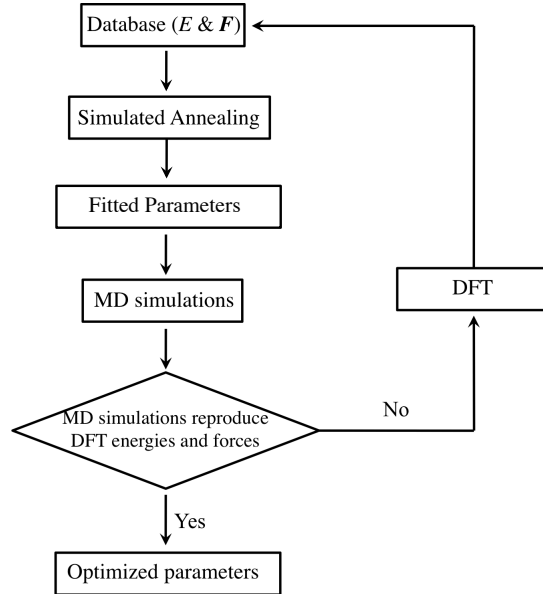 Database (E & F)
Simulated Annealing
Fitted Parameters
MD simulations
DFT
MD simulations reproduce
DFT energies and forces
No
Yes
Optimized parameters